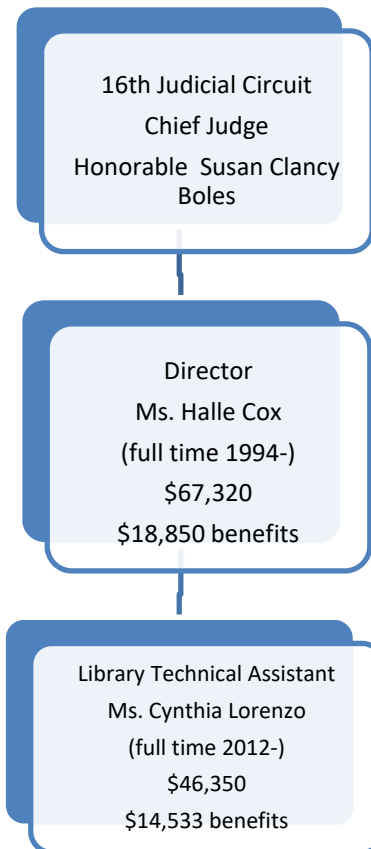 16th Judicial Circuit
Chief Judge
Honorable Susan Clancy
Boles
Director
Ms. Halle Cox
(full time 1994-)
$67,320
$18,850 benefits
Library Technical Assistant
Ms. Cynthia Lorenzo
(full time 2012-)
$46,350
$14,533 benefits